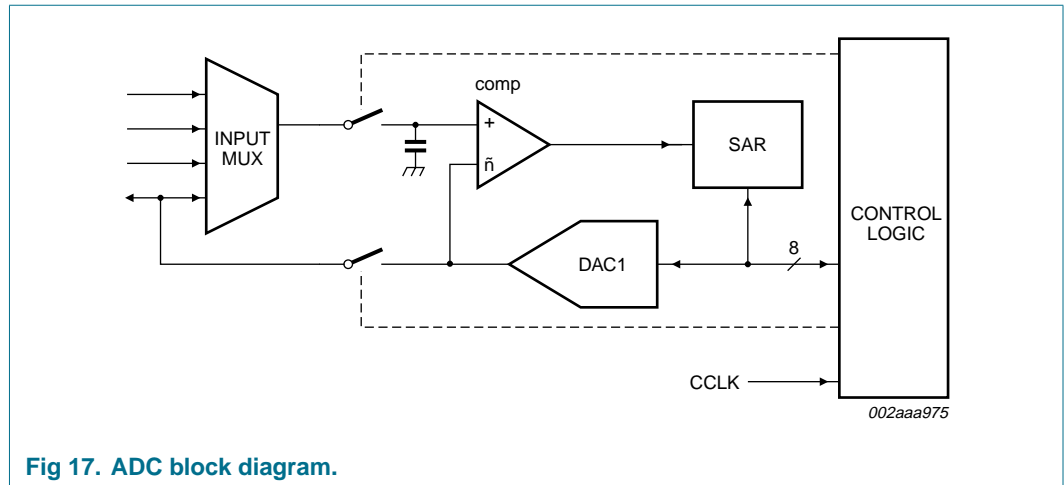 comp
INPUT
MUX
+
ñ
SAR
CONTROL
LOGIC
8
DAC1
CCLK
002aaa975
Fig 17. ADC block diagram.